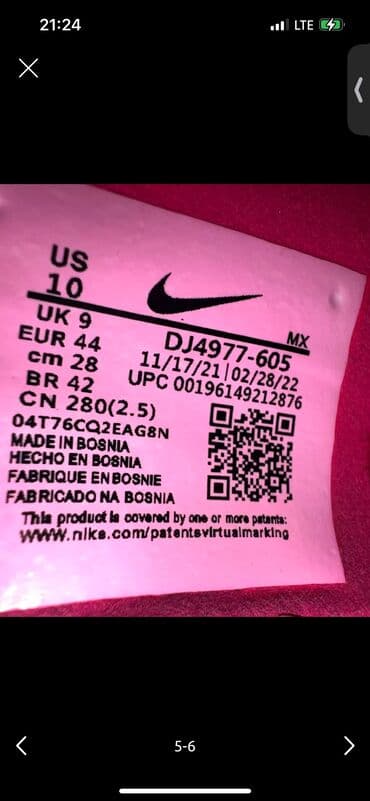 21:24
LTE
US
10
UK 9
EUR 44
cm 28
BR 42
CN 280(2.5)
MX
DJ4977-605
11/17/21|02/28/22
UPC 00196149212876
04T76CQ2EAG8N
MADE IN BOSNIA
HECHO EN BOSNIA
FABRIQUE EN BOSNIE
FABRICADO NA BOSNIA
This product is covered by one or more patents:
www.nike.com/patentsvirtualmarking
5-6